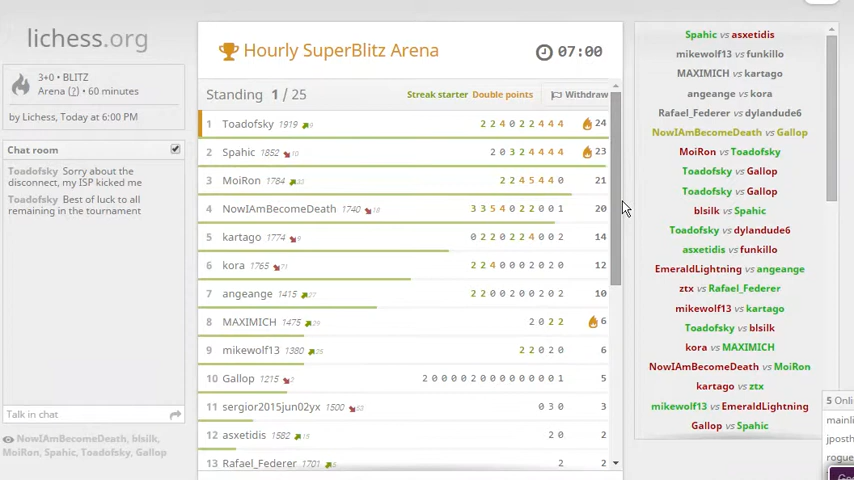 lichess.org
3+0 • BLITZ
Arena (?) • 60 minutes
by Lichess, Today at 6:00 PM
Chat room
Toadofsky Sorry about the
disconnect, my ISP kicked me
Toadofsky Best of luck to all
remaining in the tournament
Talk in chat
NowIAmBecomeDeath, blsilk,
MoiRon, Spahic, Toadofsky, Gallop
Hourly SuperBlitz Arena
07:00
Standing 1 / 25
Streak starter Double points
Withdraw
1 Toadofsky 1919 9 2 2 4 0 2 2 4 4 4 24
2 Spahic 1852 10 2 0 3 2 4 4 4 4 23
3 MoiRon 1784 2 2 4 5 4 4 0 21
4 NowIAmBecomeDeath 1740 18 3 3 5 4 0 2 2 0 0 1 20
5 kartago 1774 0 2 2 0 2 2 4 0 0 2 14
6 kora 1765 71 2 2 4 0 0 0 2 0 2 0 12
7 angeange 1415 27 2 2 0 0 2 0 0 2 0 2 10
8 MAXIMICH 1475 2 0 2 2 6
9 mikewolf13 1380 2 2 0 2 0 6
10 Gallop 1215 2 0 0 0 0 2 0 0 0 0 0 0 0 0 1 5
11 sergior2015jun02yx 1500 0 3 0 3
12 asxetidis 1582 2 0 2
13 Rafael_Federer 1701 2 2
Spahic vs asxetidis
mikewolf13 vs funkillo
MAXIMICH vs kartago
angeange vs kora
Rafael_Federer vs dylandude6
NowIAmBecomeDeath vs Gallop
MoiRon vs Toadofsky
Toadofsky vs Gallop
Toadofsky vs Gallop
blsilk vs Spahic
Toadofsky vs dylandude6
asxetidis vs funkillo
EmeraldLightning vs angeange
ztx vs Rafael_Federer
mikewolf13 vs kartago
Toadofsky vs blsilk
kora vs MAXIMICH
NowIAmBecomeDeath vs MoiRon
kartago vs ztx
mikewolf13 vs EmeraldLightning
Gallop vs Spahic
5 Onli
mainli
jposth
rogue